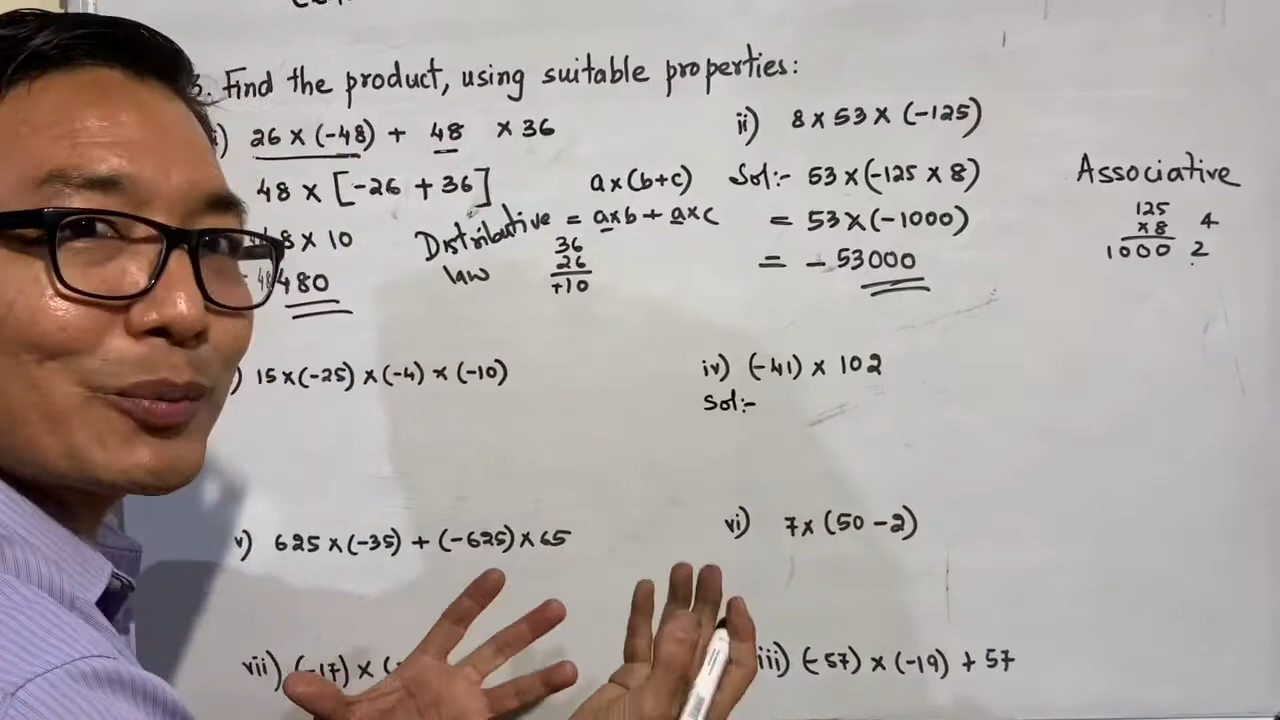 3. Find the product, using suitable properties:
i) 26 × (-48) + 48 × 36
48 × [-26 + 36]
48 × 10
480
Distributive law
a×(b+c)
= a×b + a×c
36
26
+10
ii) 8 × 53 × (-125)
Sol:- 53 × (-125 × 8)
= 53 × (-1000)
= - 53000
Associative
125
×8
1000
4
2
) 15 × (-25) × (-4) × (-10)
iv) (-41) × 102
Sol:-
v) 625 × (-35) + (-625) × 65
vi) 7 × (50 - 2)
vii) (-17) × (-
iii) (-57) × (-19) + 57